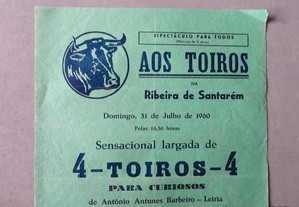 ESPECTÁCULO PARA TODOS
AOS TOIROS
NA
Ribeira de Santarém
Domingo, 31 de Julho de 1960
Pelas 16,30 horas
Sensacional largada de
4-TOIROS-4
PARA CURIOSOS
de António Antunes Barbeiro - Leiria